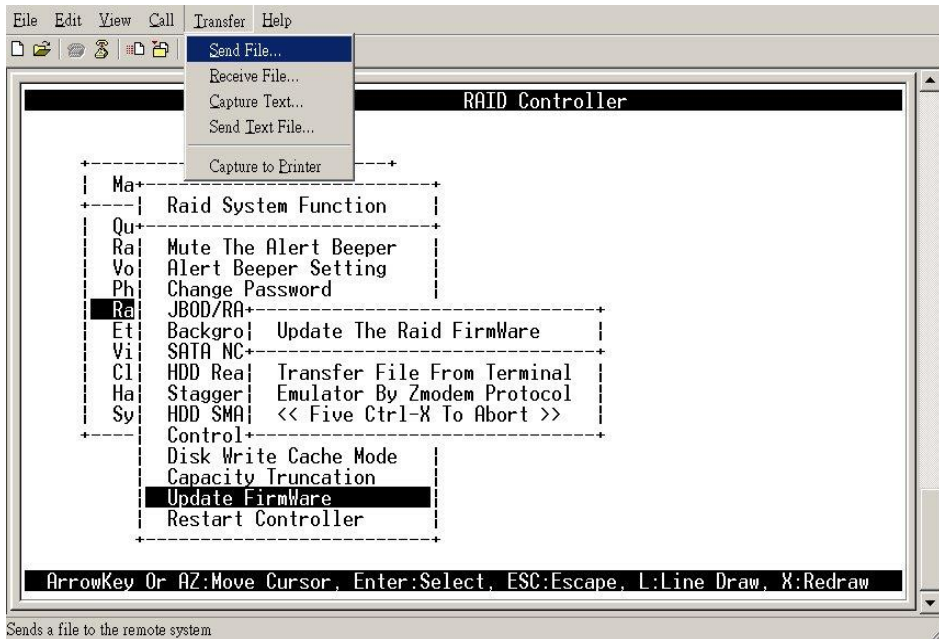 File Edit View Call Transfer Help
Send File...
Receive File...
Capture Text...
Send Text File...
Capture to Printer
RAID Controller
Ma
Raid System Function
Qu
Ra Mute The Alert Beeper
Vo Alert Beeper Setting
Ph Change Password
Ra JBOD/RA
Et Backgro Update The Raid FirmWare
Vi SATA NC
Cl HDD Rea Transfer File From Terminal
Ha Stagger Emulator By Zmodem Protocol
Sy HDD SMA << Five Ctrl-X To Abort >>
Control
Disk Write Cache Mode
Capacity Truncation
Update FirmWare
Restart Controller
ArrowKey Or AZ:Move Cursor, Enter:Select, ESC:Escape, L:Line Draw, X:Redraw
Sends a file to the remote system